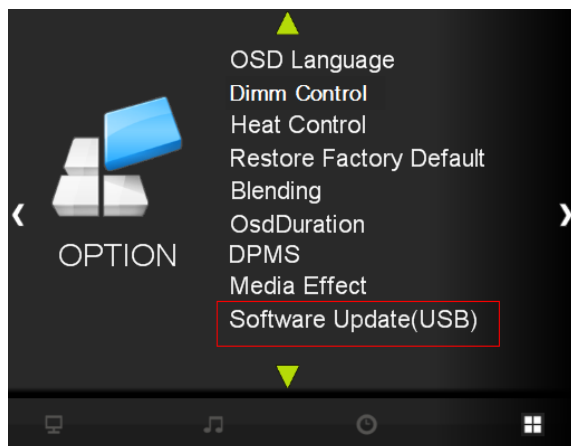 OSD Language
Dimm Control
Heat Control
Restore Factory Default
Blending
OsdDuration
OPTION
DPMS
Media Effect
Software Update(USB)